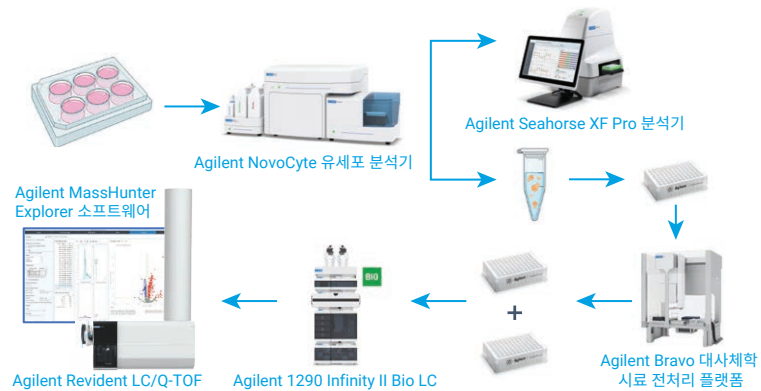 Agilent Seahorse XF Pro 분석기
Agilent NovoCyte 유세포 분석기
Agilent MassHunter
Explorer 소프트웨어
BIO
+
Agilent Revident LC/Q-TOF
Agilent 1290 Infinity II Bio LC
Agilent Bravo 대사체학
시료 전처리 플랫폼